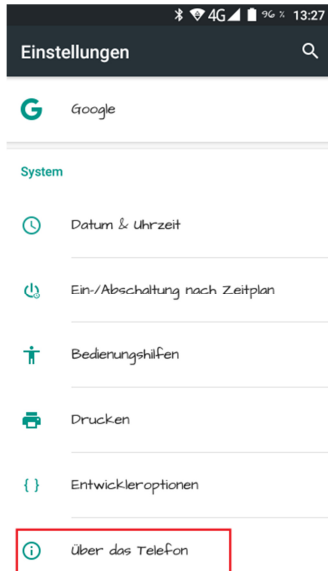 4G 96 % 13:27
Einstellungen
Google
System
Datum & Uhrzeit
Ein-/Abschaltung nach Zeitplan
Bedienungshilfen
Drucken
{ } Entwickleroptionen
Über das Telefon